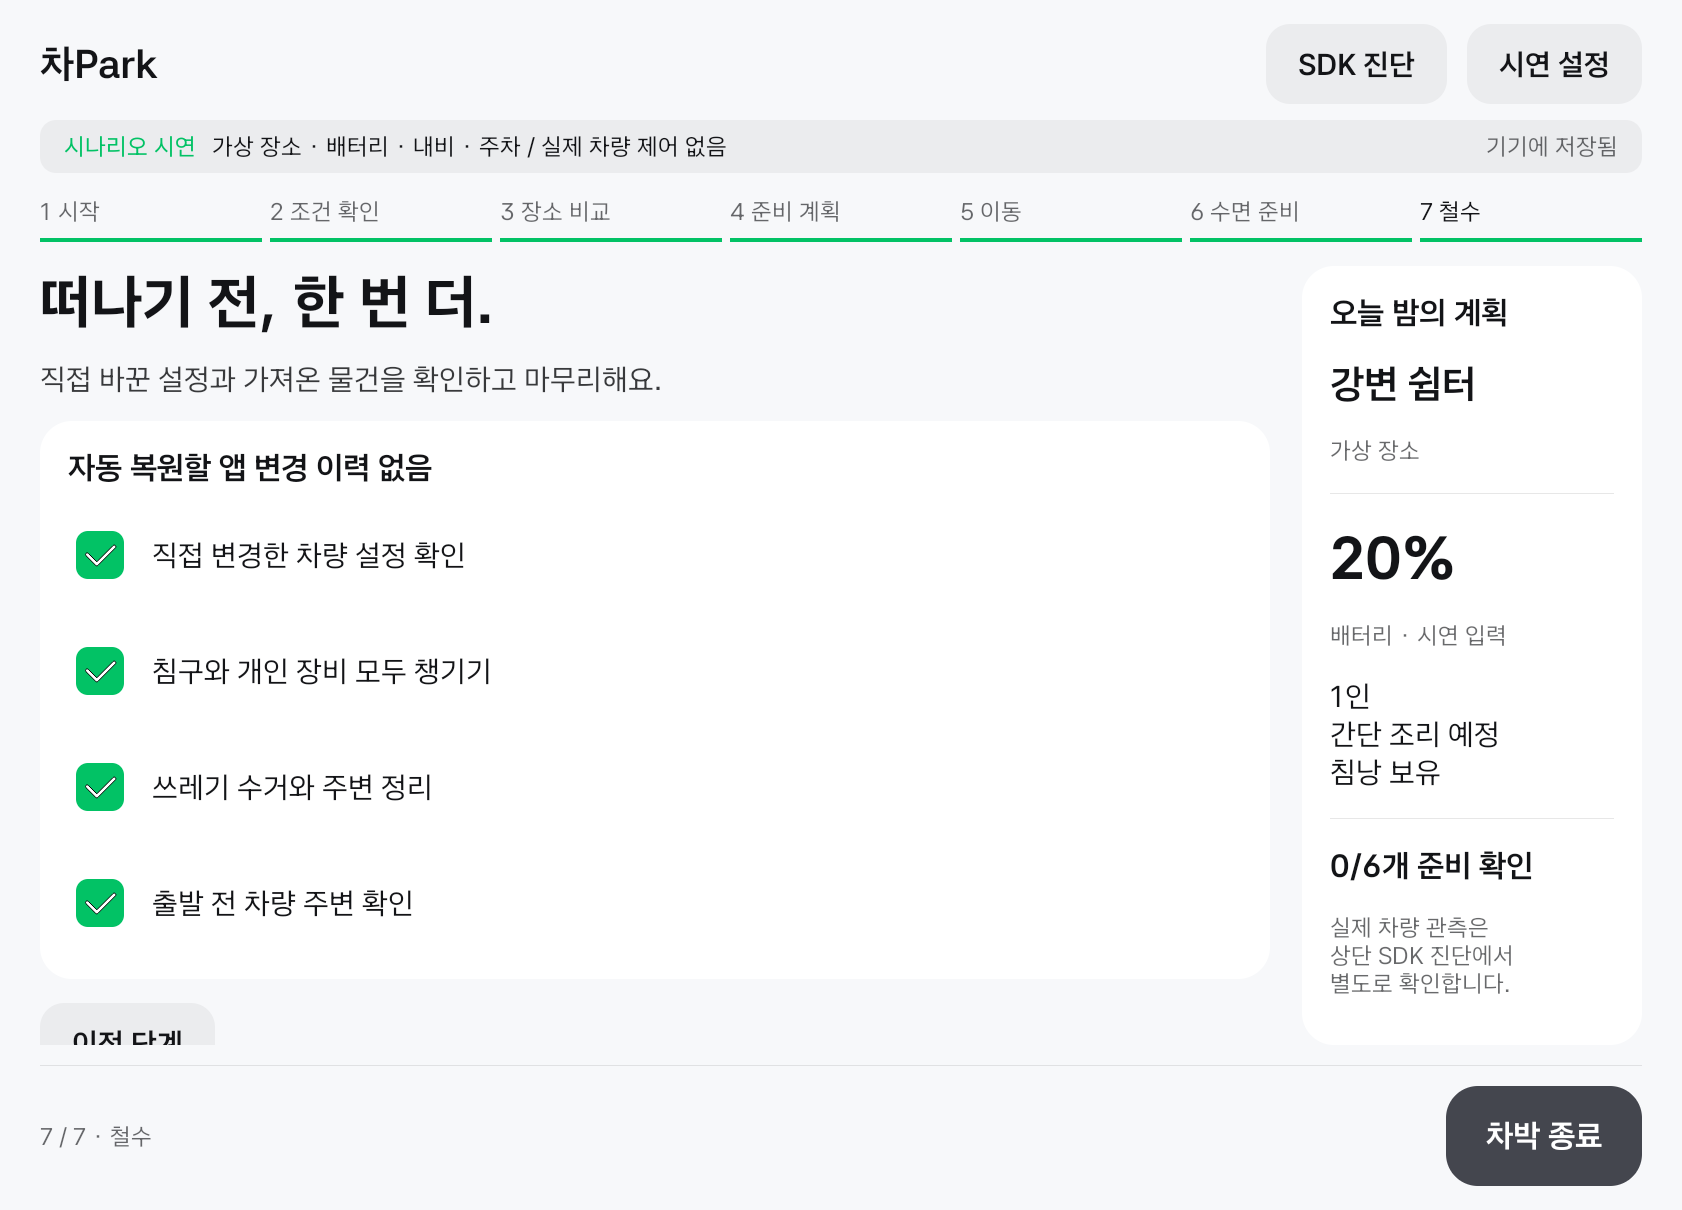 차Park
SDK 진단
시연 설정
시나리오 시연 가상 장소 · 배터리 · 내비 · 주차 / 실제 차량 제어 없음
기기에 저장됨
1 시작
2 조건 확인
3 장소 비교
4 준비 계획
5 이동
6 수면 준비
7 철수
떠나기 전, 한 번 더.
직접 바꾼 설정과 가져온 물건을 확인하고 마무리해요.
자동 복원할 앱 변경 이력 없음
직접 변경한 차량 설정 확인
침구와 개인 장비 모두 챙기기
쓰레기 수거와 주변 정리
출발 전 차량 주변 확인
이전 단계
오늘 밤의 계획
강변 쉼터
가상 장소
20%
배터리 · 시연 입력
1인
간단 조리 예정
침낭 보유
0/6개 준비 확인
실제 차량 관측은
상단 SDK 진단에서
별도로 확인합니다.
7 / 7 · 철수
차박 종료